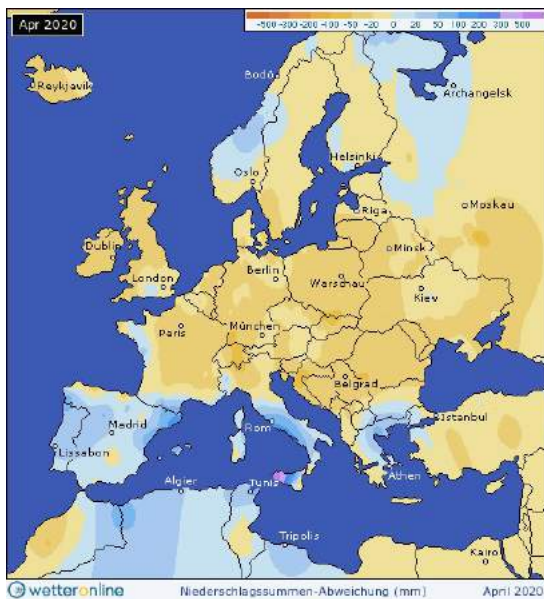 Apr 2020
-500 -300 -200 -100 -50 -20 0 20 50 100 200 300 500
Reykjavik
Bodö
Archangelsk
Helsinki
Oslo
Riga
Moskau
Dublin
Minsk
London
Berlin
Warschau
Kiev
Paris
München
Belgrad
Madrid
Rom
Istanbul
Lissabon
Algier
Tunis
Athen
Tripolis
Kairo
wetteronline Niederschlagssummen-Abweichung (mm) April 2020